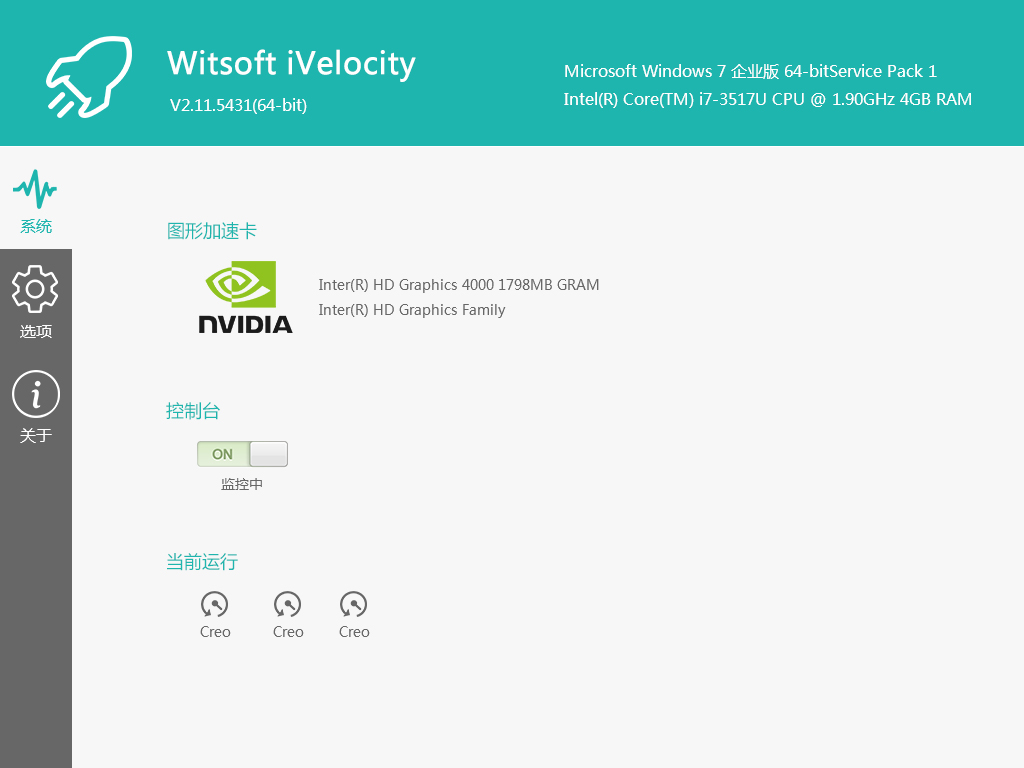 Witsoft iVelocity
V2.11.5431(64-bit)
Microsoft Windows 7 企业版 64-bitService Pack 1
Intel(R) Core(TM) i7-3517U CPU @ 1.90GHz 4GB RAM
系统
选项
关于
图形加速卡
NVIDIA
Inter(R) HD Graphics 4000 1798MB GRAM
Inter(R) HD Graphics Family
控制台
ON
监控中
当前运行
Creo Creo Creo